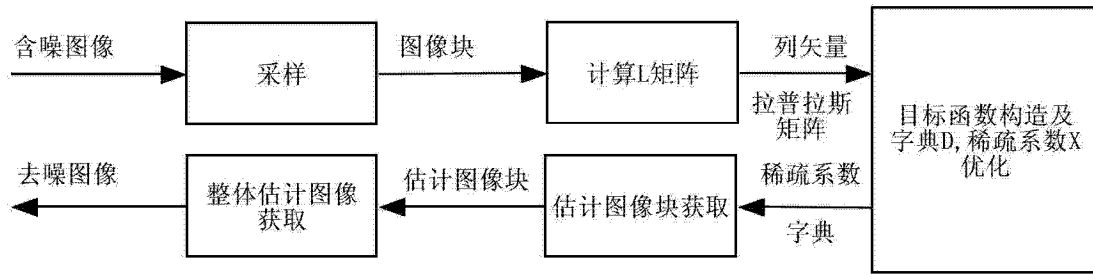 含噪图像
采样
图像块
计算L矩阵
列矢量
拉普拉斯
矩阵
目标函数构造及
字典D,稀疏系数X
优化
稀疏系数
字典
估计图像块获取
估计图像块
整体估计图像
获取
去噪图像